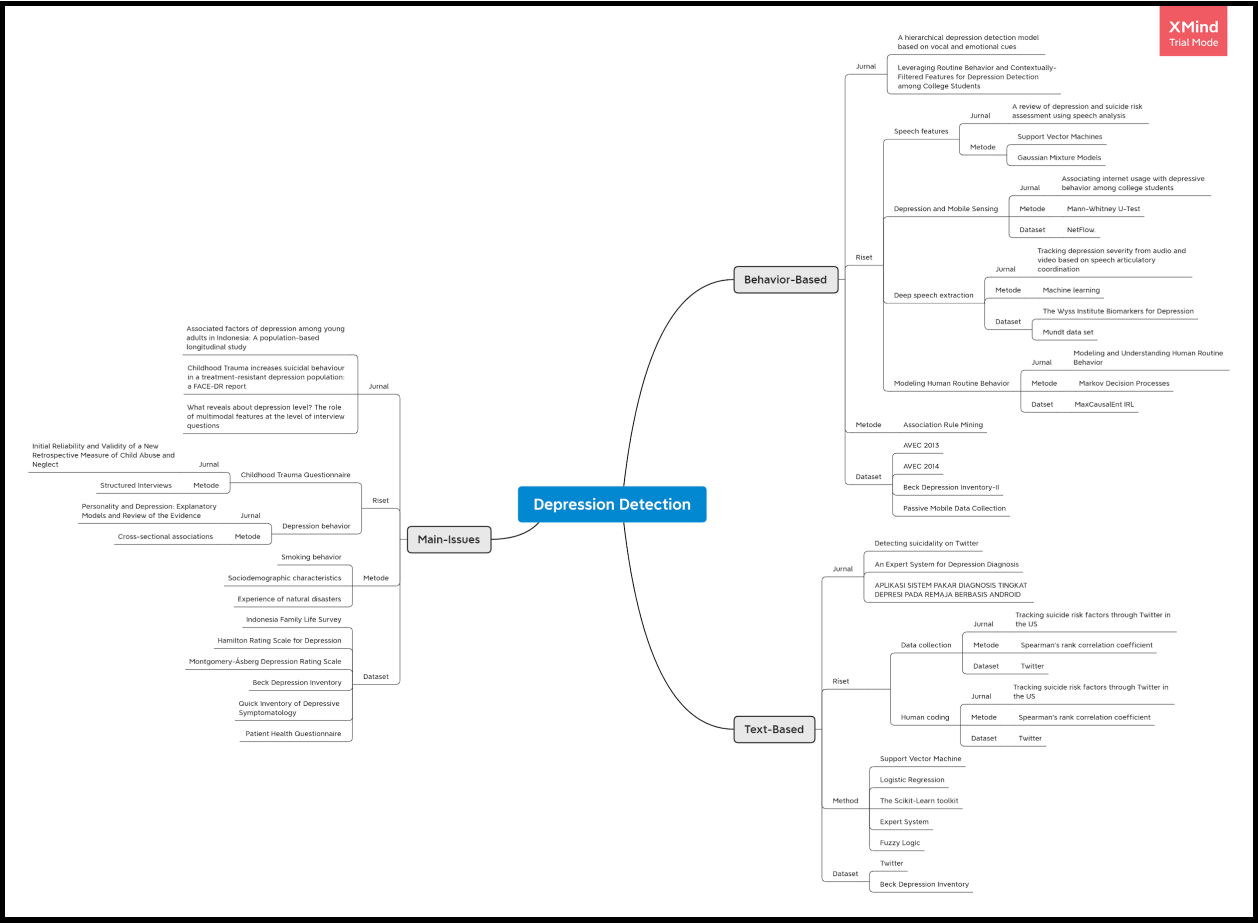 XMind
Trial Mode
Depression Detection
Behavior-Based
Jurnal
A hierarchical depression detection model
based on vocal and emotional cues
Leveraging Routine Behavior and Contextually-
Filtered Features for Depression Detection
among College Students
Riset
Speech features
Jurnal
A review of depression and suicide risk
assessment using speech analysis
Metode
Support Vector Machines
Gaussian Mixture Models
Depression and Mobile Sensing
Jurnal
Associating internet usage with depressive
behavior among college students
Metode
Mann-Whitney U-Test
Dataset
NetFlow.
Deep speech extraction
Jurnal
Tracking depression severity from audio and
video based on speech articulatory
coordination
Metode
Machine learning
Dataset
The Wyss Institute Biomarkers for Depression
Mundt data set
Modeling Human Routine Behavior
Jurnal
Modeling and Understanding Human Routine
Behavior
Metode
Markov Decision Processes
Datset
MaxCausalEnt IRL
Metode
Association Rule Mining
Dataset
AVEC 2013
AVEC 2014
Beck Depression Inventory-II
Passive Mobile Data Collection
Text-Based
Jurnal
Detecting suicidality on Twitter
An Expert System for Depression Diagnosis
APLIKASI SISTEM PAKAR DIAGNOSIS TINGKAT
DEPRESI PADA REMAJA BERBASIS ANDROID
Riset
Data collection
Jurnal
Tracking suicide risk factors through Twitter in
the US
Metode
Spearman's rank correlation coefficient
Dataset
Twitter
Human coding
Jurnal
Tracking suicide risk factors through Twitter in
the US
Metode
Spearman's rank correlation coefficient
Dataset
Twitter
Method
Support Vector Machine
Logistic Regression
The Scikit-Learn toolkit
Expert System
Fuzzy Logic
Dataset
Twitter
Beck Depression Inventory
Main-Issues
Jurnal
Associated factors of depression among young
adults in Indonesia: A population-based
longitudinal study
Childhood Trauma increases suicidal behaviour
in a treatment-resistant depression population:
a FACE-DR report
What reveals about depression level? The role
of multimodal features at the level of interview
questions
Riset
Childhood Trauma Questionnaire
Jurnal
Initial Reliability and Validity of a New
Retrospective Measure of Child Abuse and
Neglect
Metode
Structured Interviews
Depression behavior
Jurnal
Personality and Depression: Explanatory
Models and Review of the Evidence
Metode
Cross-sectional associations
Metode
Smoking behavior
Sociodemographic characteristics
Experience of natural disasters
Dataset
Indonesia Family Life Survey
Hamilton Rating Scale for Depression
Montgomery-Åsberg Depression Rating Scale
Beck Depression Inventory
Quick Inventory of Depressive
Symptomatology
Patient Health Questionnaire